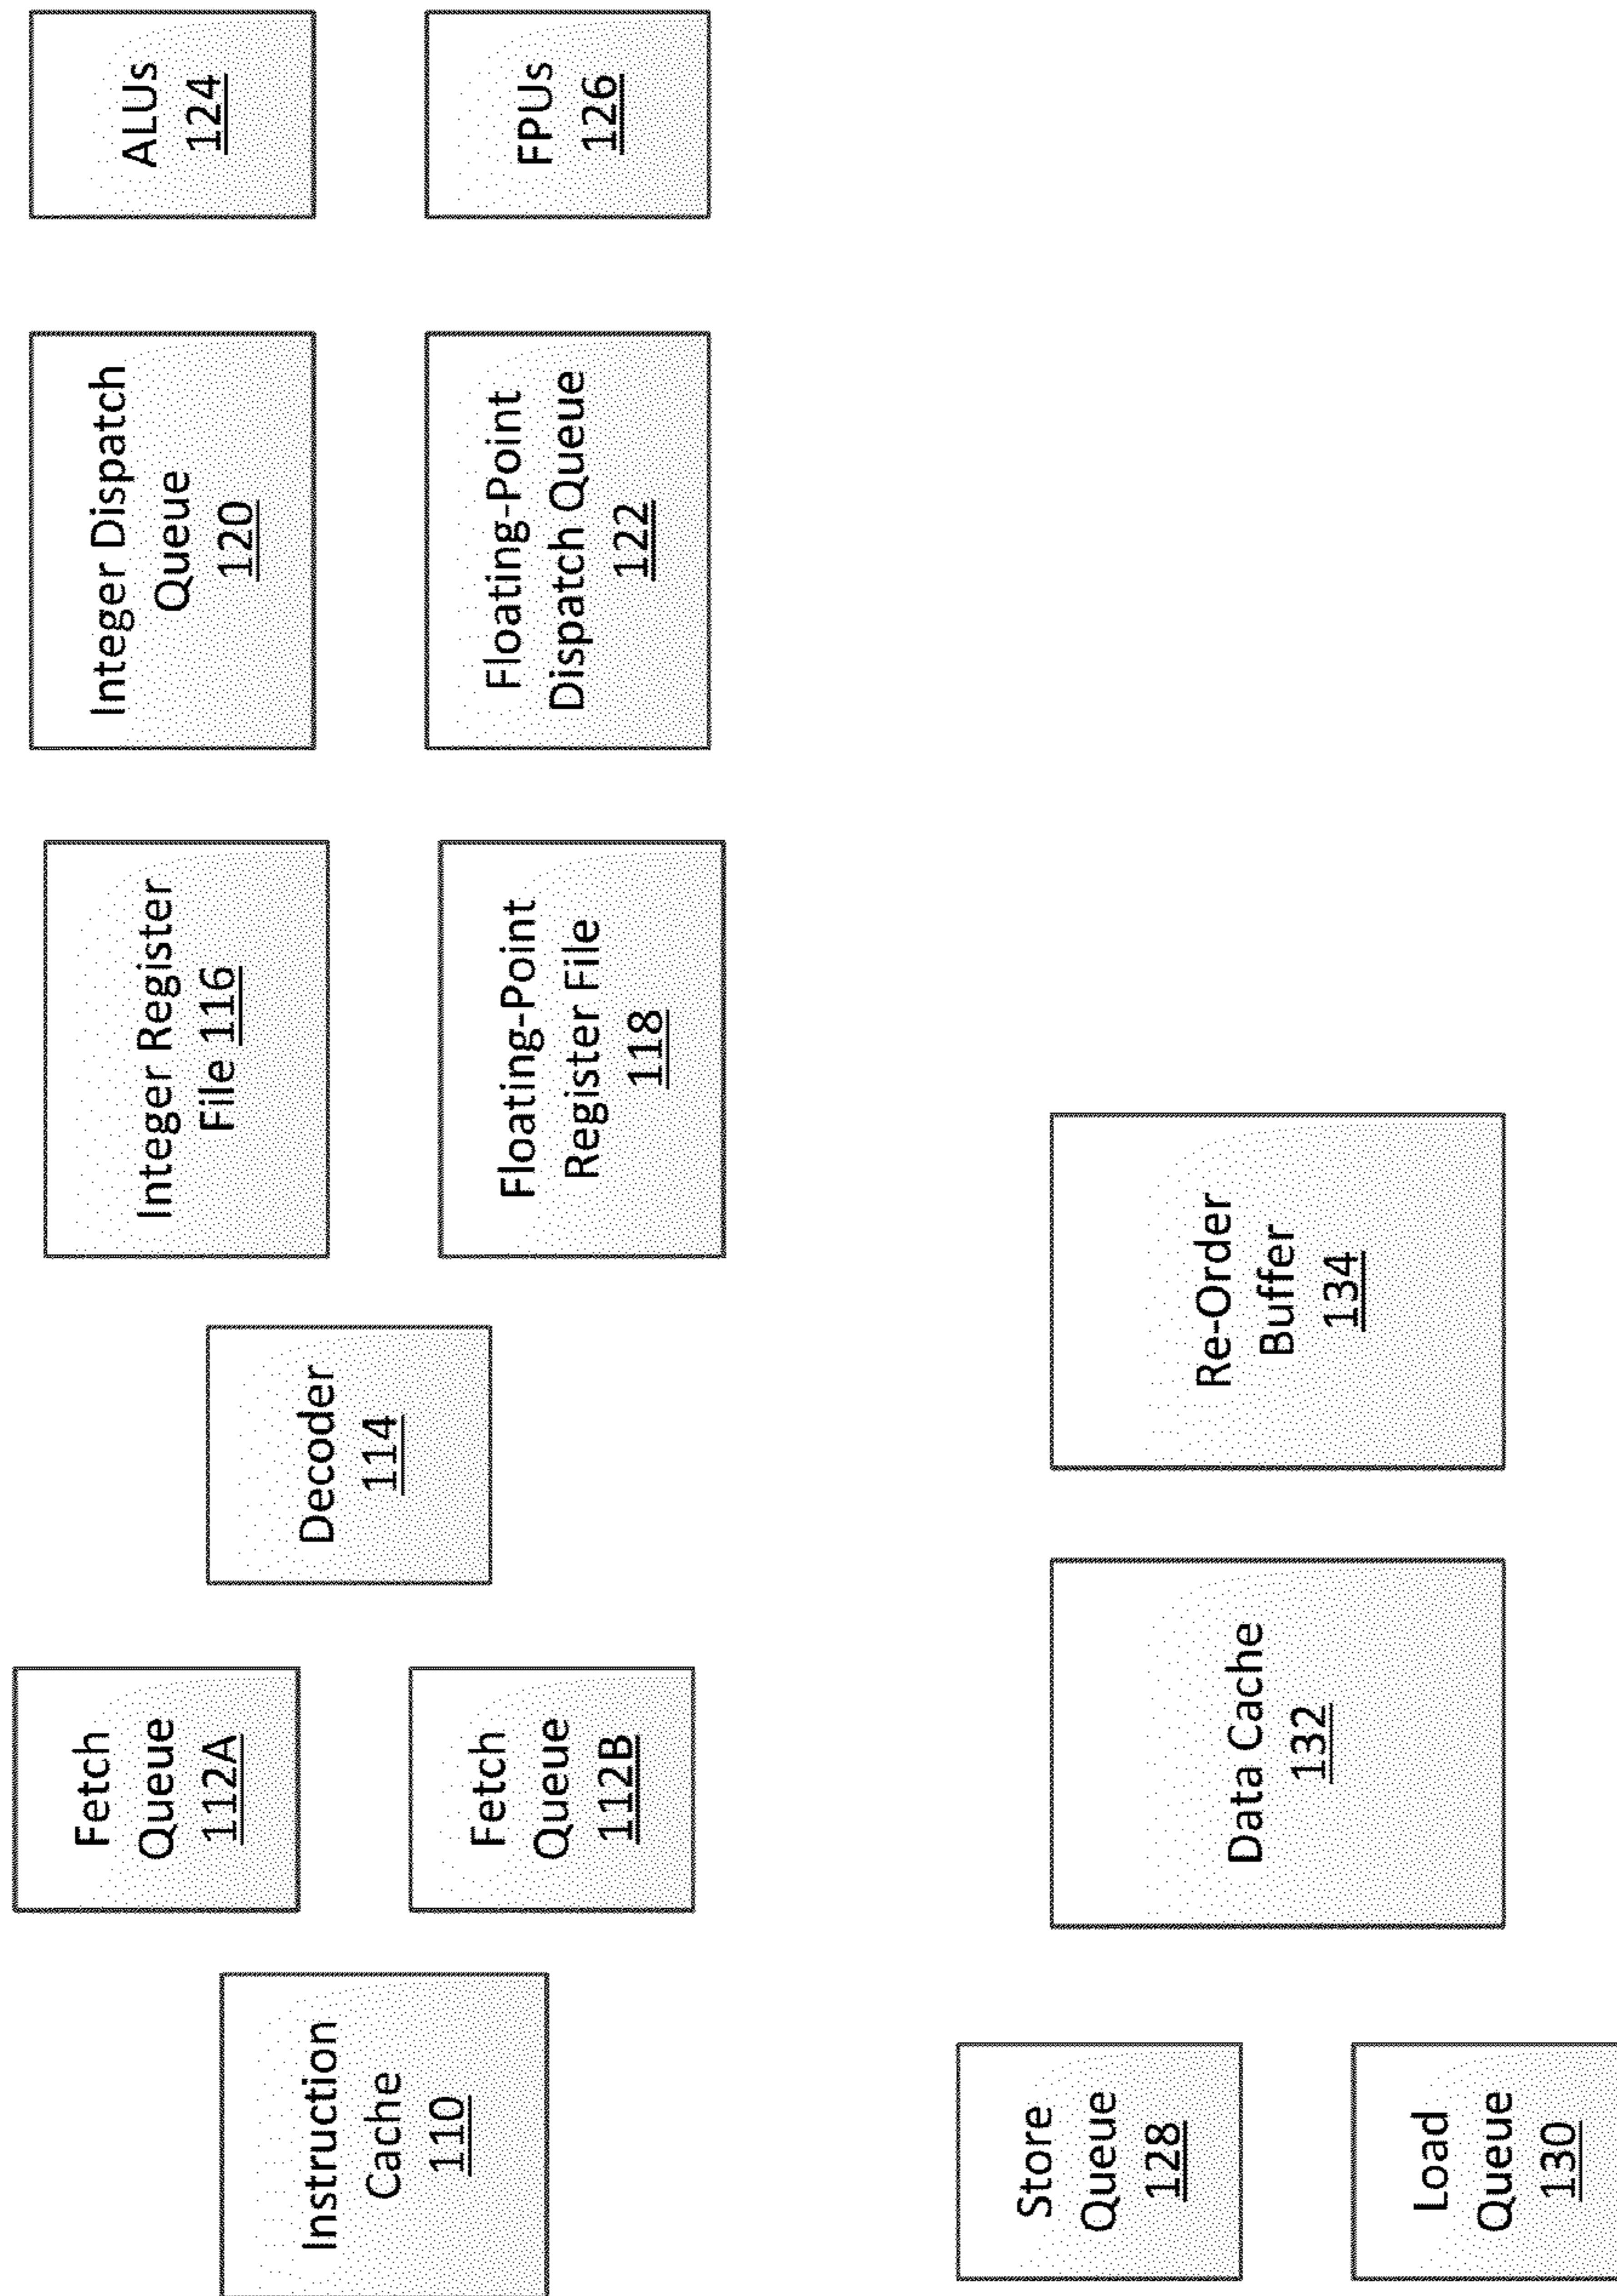 Instruction
Cache
110
Fetch
Queue
112A
Fetch
Queue
112B
Decoder
114
Integer Register
File 116
Floating-Point
Register File
118
Integer Dispatch
Queue
120
Floating-Point
Dispatch Queue
122
ALUs
124
FPUs
126
Store
Queue
128
Load
Queue
130
Data Cache
132
Re-Order
Buffer
134